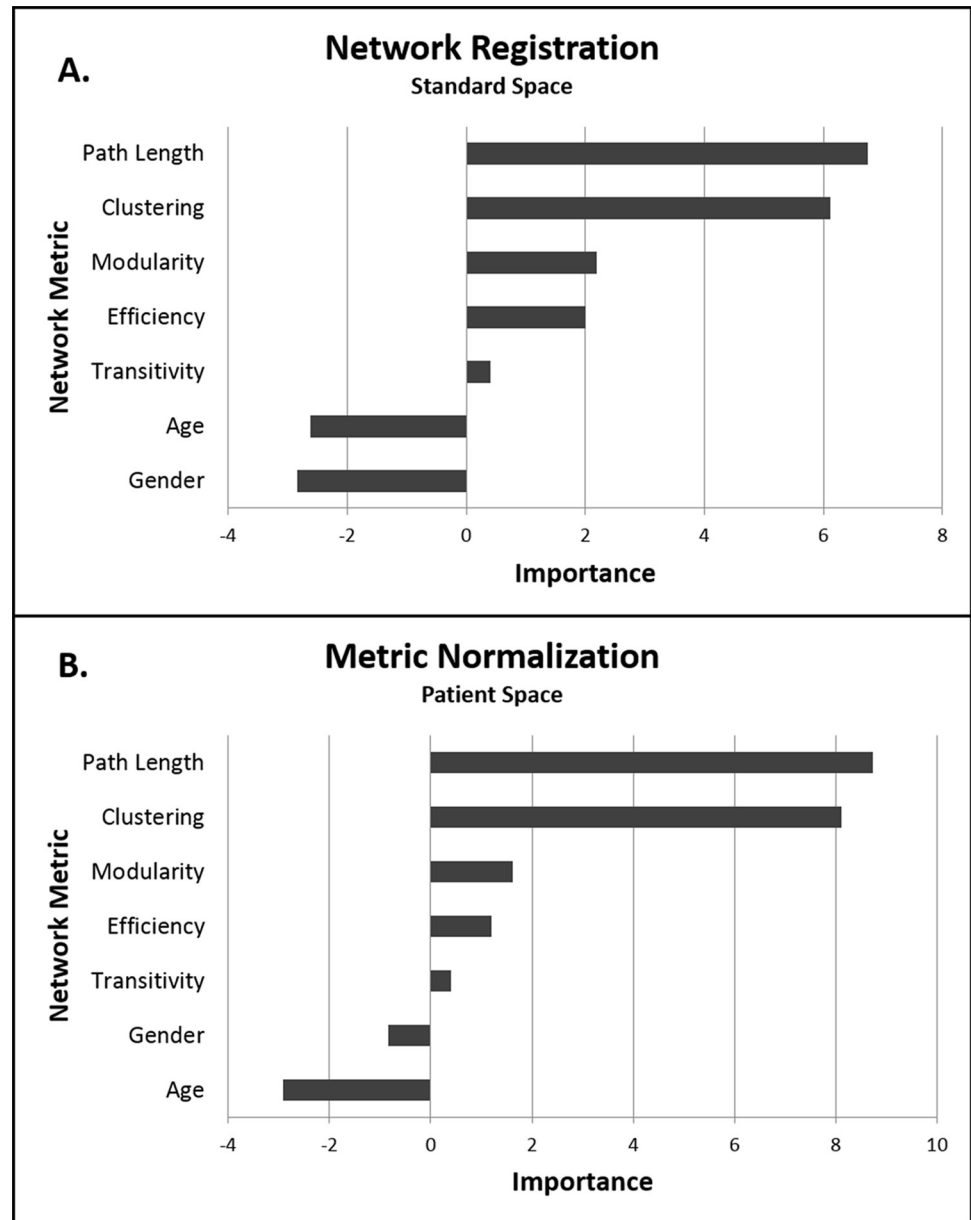 A.
Network Registration
Standard Space
Network Metric
Path Length
Clustering
Modularity
Efficiency
Transitivity
Age
Gender
-4 -2 0 2 4 6 8
Importance
B.
Metric Normalization
Patient Space
Network Metric
Path Length
Clustering
Modularity
Efficiency
Transitivity
Gender
Age
-4 -2 0 2 4 6 8 10
Importance